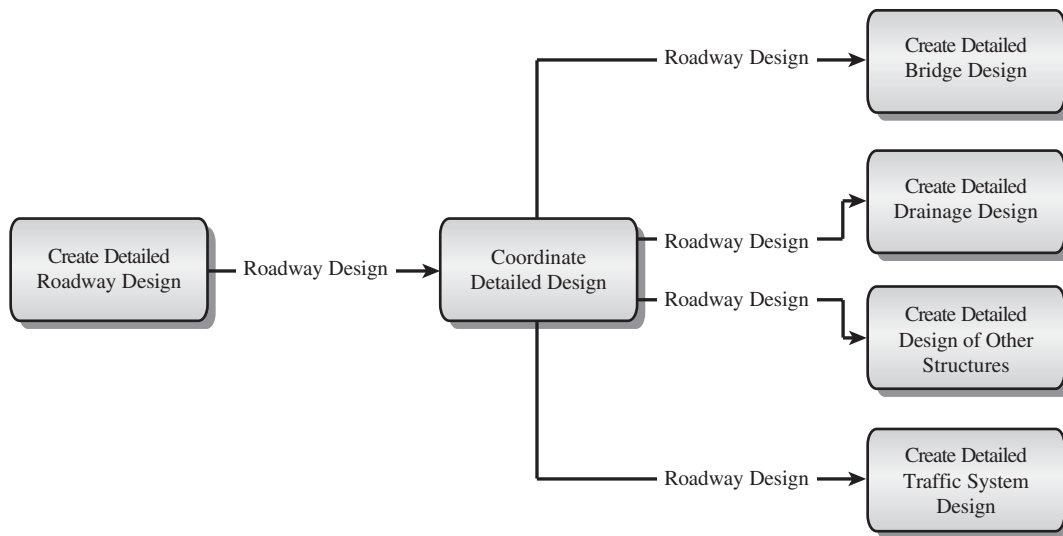 Create Detailed
Roadway Design
Roadway Design
Coordinate
Detailed Design
Roadway Design
Create Detailed
Bridge Design
Roadway Design
Create Detailed
Drainage Design
Roadway Design
Create Detailed
Design of Other
Structures
Roadway Design
Create Detailed
Traffic System
Design